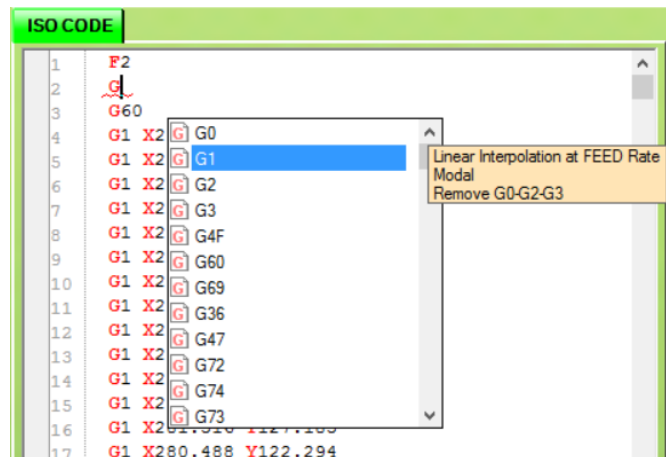 ISO CODE
1 F2
2 G
3 G60
4 G1 X2
5 G1 X2
6 G1 X2
7 G1 X2
8 G1 X2
9 G1 X2
10 G1 X2
11 G1 X2
12 G1 X2
13 G1 X2
14 G1 X2
15 G1 X2
16 G1 X2
17 G1 X280.488 Y122.294
G G0
G G1
G G2
G G3
G G4F
G G60
G G69
G G36
G G47
G G72
G G74
G G73
Linear Interpolation at FEED Rate
Modal
Remove G0-G2-G3